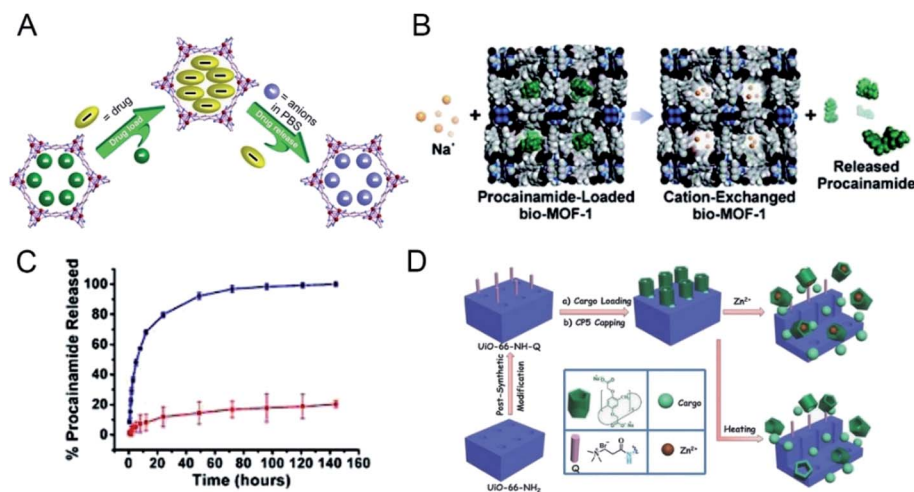 A
= drug
Drug load
= anions
in PBS
Drug release
B
Na+
+
Procainamide-Loaded
bio-MOF-1
Cation-Exchanged
bio-MOF-1
+
Released
Procainamide
C
% Procainamide Released
100
80
60
40
20
0
0 20 40 60 80 100 120 140 160
Time (hours)
D
UiO-66-NH-Q
a) Cargo Loading
b) CP5 Capping
Zn²⁺
Post-Synthetic
Modification
UiO-66-NH₂
Cargo
Q
Br⁻
Zn²⁺
Heating